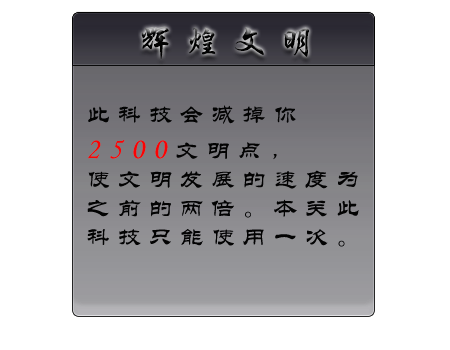 辉煌文明
此科技会减掉你
2500文明点，
使文明发展的速度为
之前的两倍。本关此
科技只能使用一次。